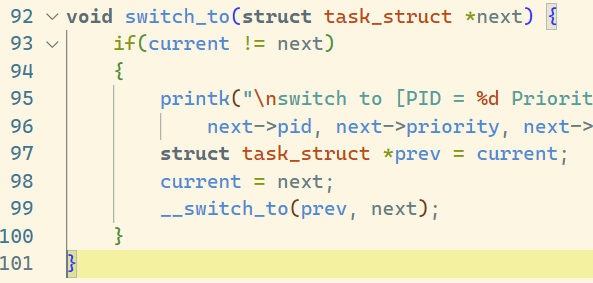 92 void switch_to(struct task_struct *next) {
93 if(current != next)
94 {
95 printk("\nswitch to [PID = %d Priorit
96 next->pid, next->priority, next->
97 struct task_struct *prev = current;
98 current = next;
99 __switch_to(prev, next);
100 }
101 }